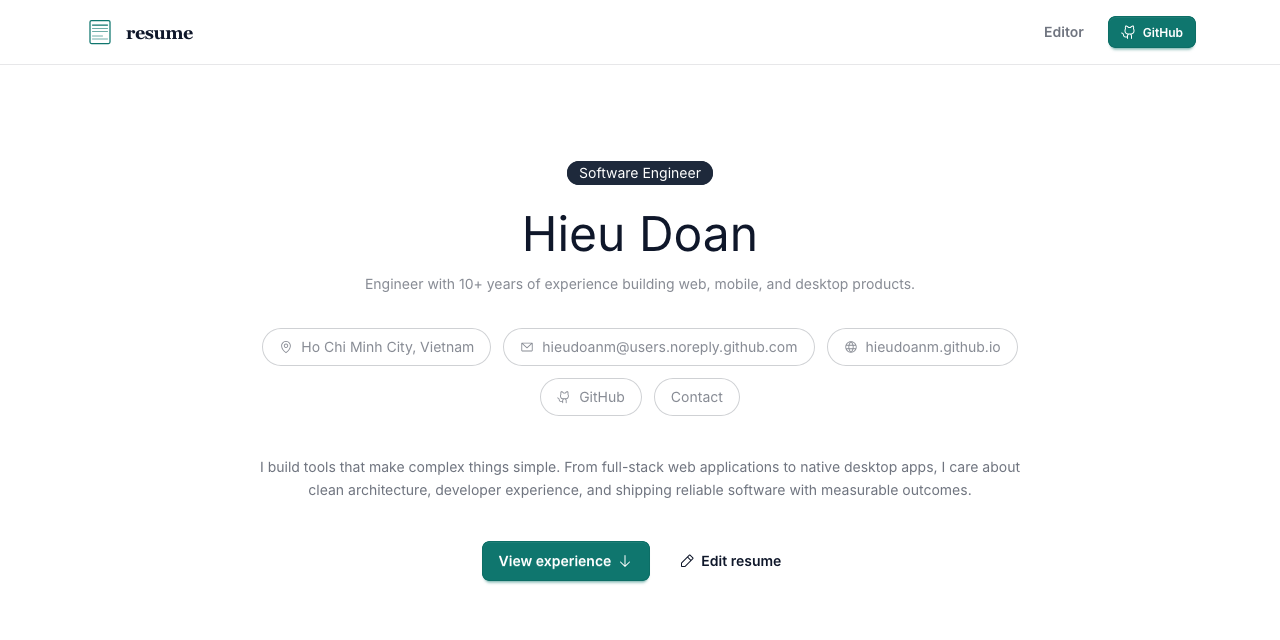 resume
Editor
GitHub
Software Engineer
Hieu Doan
Engineer with 10+ years of experience building web, mobile, and desktop products.
Ho Chi Minh City, Vietnam
hieudoanm@users.noreply.github.com
hieudoanm.github.io
GitHub
Contact
I build tools that make complex things simple. From full-stack web applications to native desktop apps, I care about
clean architecture, developer experience, and shipping reliable software with measurable outcomes.
View experience ↓
Edit resume